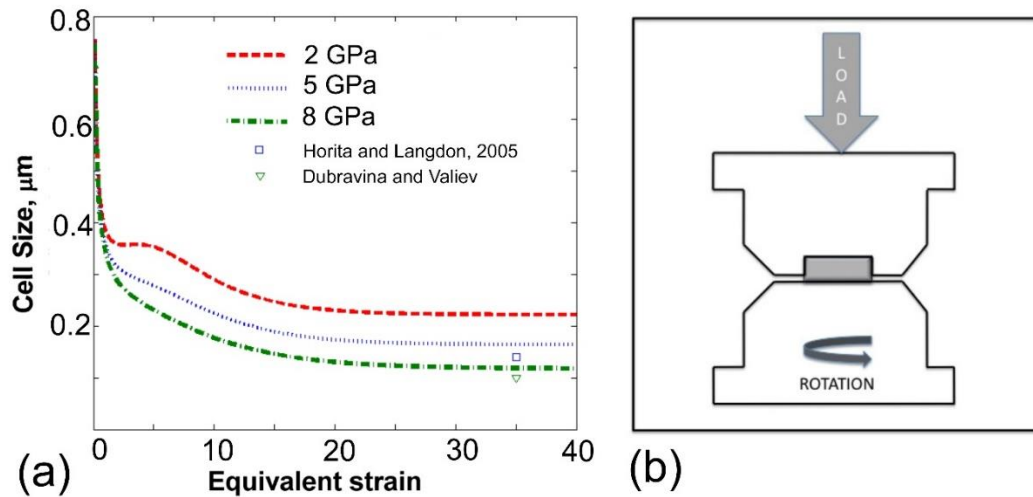 0.8
0.6
0.4
0.2
Cell Size, μm
2 GPa
5 GPa
8 GPa
Horita and Langdon, 2005
Dubravina and Valiev
0 10 20 30 40
Equivalent strain
(a)
LOAD
ROTATION
(b)